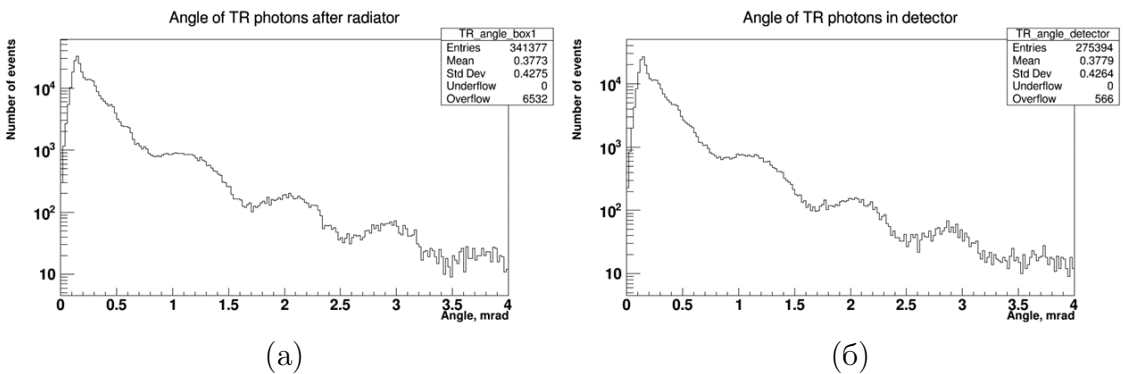 Angle of TR photons after radiator
TR_angle_box1
Entries 341377
Mean 0.3773
Std Dev 0.4275
Underflow 0
Overflow 6532
Number of events
10⁴
10³
10²
10
0 0.5 1 1.5 2 2.5 3 3.5 4
Angle, mrad
(а)
Angle of TR photons in detector
TR_angle_detector
Entries 275394
Mean 0.3779
Std Dev 0.4264
Underflow 0
Overflow 566
Number of events
10⁴
10³
10²
10
0 0.5 1 1.5 2 2.5 3 3.5 4
Angle, mrad
(б)